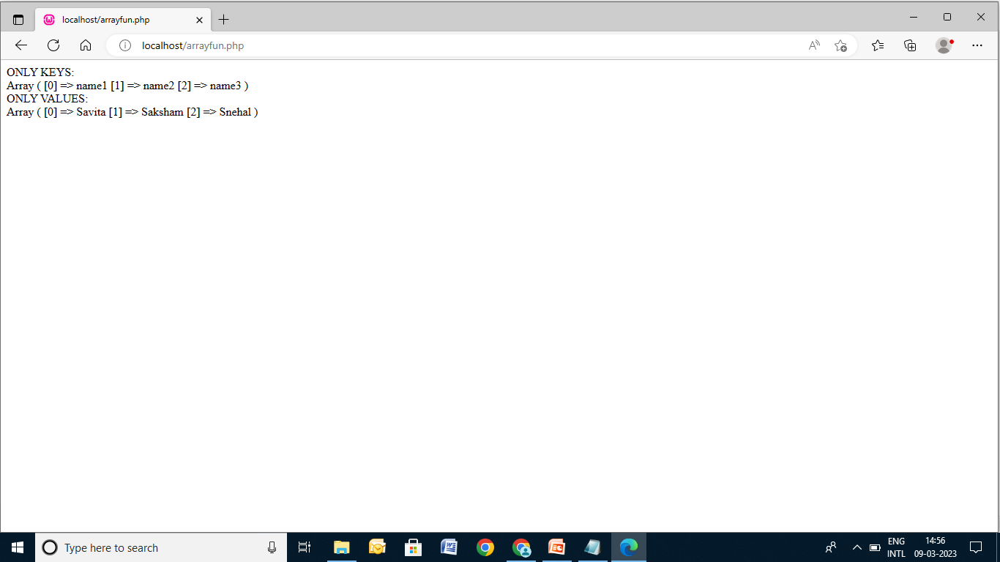 localhost/arrayfun.php
localhost/arrayfun.php
ONLY KEYS:
Array ( [0] => name1 [1] => name2 [2] => name3 )
ONLY VALUES:
Array ( [0] => Savita [1] => Saksham [2] => Snehal )
Type here to search
ENG
INTL
14:56
09-03-2023